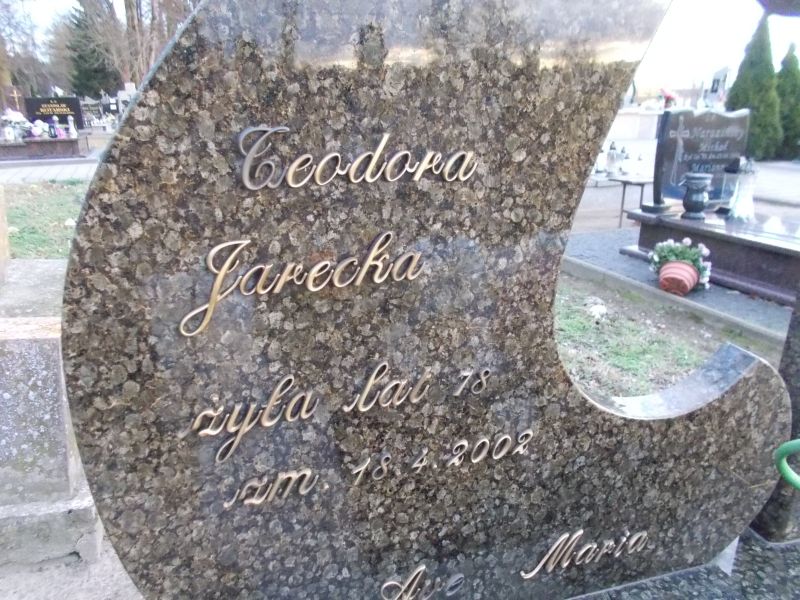 Teodora
Jarecka
żyła lat 78
zm. 18.4.2002
Ave Maria